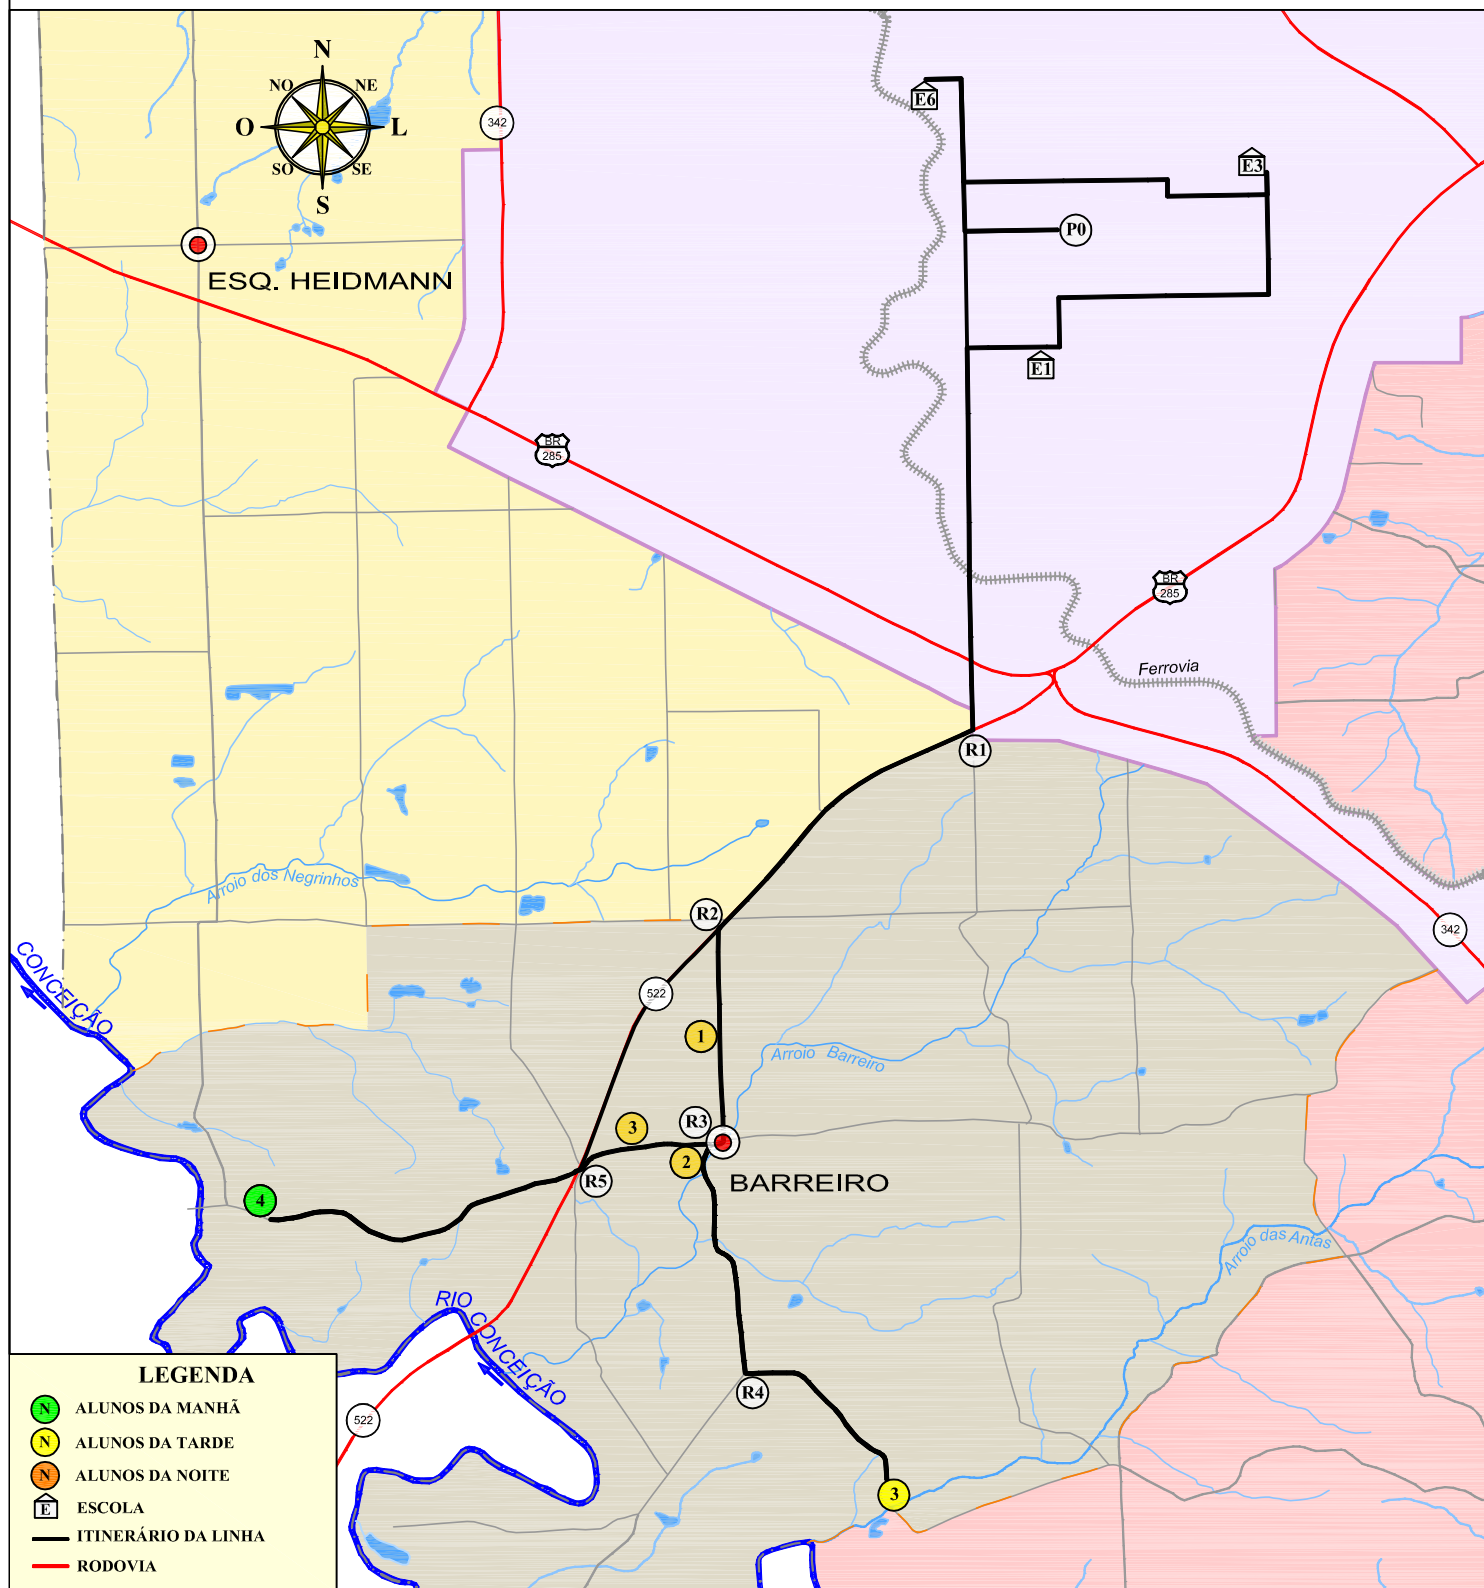 N
NO
NE
O
L
SO
SE
S
342
E6
E3
P0
ESQ. HEIDMANN
E1
BR
285
BR
285
Ferrovia
R1
Arroio dos Negrinhos
R2
342
CONCEIÇÃO
522
1
Arroio Barreiro
R3
3
2
R5
BARREIRO
4
Arroio das Antas
RIO CONCEIÇÃO
R4
3
522
LEGENDA
N ALUNOS DA MANHÃ
N ALUNOS DA TARDE
N ALUNOS DA NOITE
E ESCOLA
ITINERÁRIO DA LINHA
RODOVIA